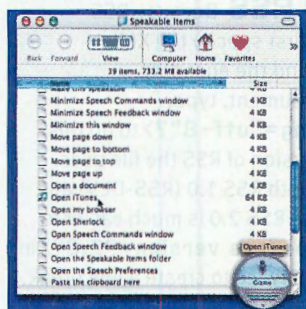 Speakable Items
Back Forward View Computer Home Favorites
39 items, 733.2 MB available
Name Size
Make this speakable 4 KB
Minimize Speech Commands window 4 KB
Minimize Speech Feedback window 4 KB
Minimize this window 4 KB
Move page down 4 KB
Move page to bottom 4 KB
Move page to top 4 KB
Move page up 4 KB
Open a document 4 KB
Open iTunes 64 KB
Open my browser 4 KB
Open Sherlock 4 KB
Open Speech Commands window 4 KB
Open Speech Feedback window
Open iTunes
Open the Speakable Items folder
Open the Speech Preferences
Paste the clipboard here
Game